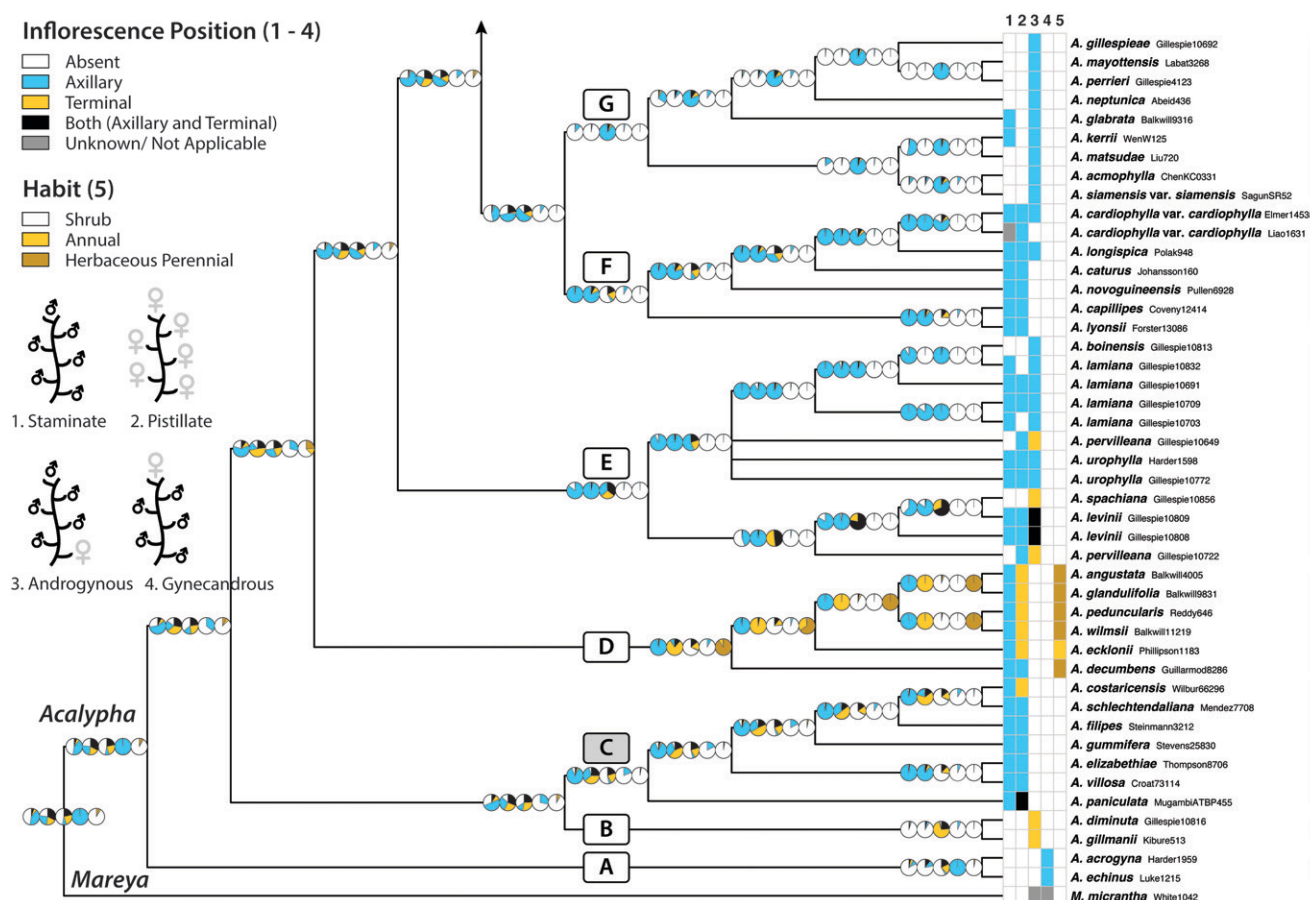 Inflorescence Position (1 - 4)
Absent
Axillary
Terminal
Both (Axillary and Terminal)
Unknown/ Not Applicable
Habit (5)
Shrub
Annual
Herbaceous Perennial
1. Staminate
2. Pistillate
3. Androgynous
4. Gynecandrous
Acalypha
Mareya
G
F
E
D
C
B
A
1 2 3 4 5
A. gillespieae Gillespie10692
A. mayottensis Labat3268
A. perrieri Gillespie4123
A. neptunica Abeid436
A. glabrata Balkwill9316
A. kerrii WenW125
A. matsudae Liu720
A. acmophylla ChenKC0331
A. siamensis var. siamensis SagunSR52
A. cardiophylla var. cardiophylla Elmer1453
A. cardiophylla var. cardiophylla Liao1631
A. longispica Polak948
A. caturus Johansson160
A. novoguineensis Pullen6928
A. capillipes Coveny12414
A. lyonsii Forster13086
A. boinensis Gillespie10813
A. lamiana Gillespie10832
A. lamiana Gillespie10691
A. lamiana Gillespie10709
A. lamiana Gillespie10703
A. pervilleana Gillespie10649
A. urophylla Harder1598
A. urophylla Gillespie10772
A. spachiana Gillespie10856
A. levinii Gillespie10809
A. levinii Gillespie10808
A. pervilleana Gillespie10722
A. angustata Balkwill4005
A. glandulifolia Balkwill9831
A. peduncularis Reddy646
A. wilmsii Balkwill11219
A. ecklonii Phillipson1183
A. decumbens Guillarmod8286
A. costaricensis Wilbur66296
A. schlechtendaliana Mendez7708
A. filipes Steinmann3212
A. gummifera Stevens25830
A. elizabethiae Thompson8706
A. villosa Croat73114
A. paniculata MugambiATBP455
A. diminuta Gillespie10816
A. gillmanii Kibure513
A. acrogyna Harder1959
A. echinus Luke1215
M. micrantha White1042